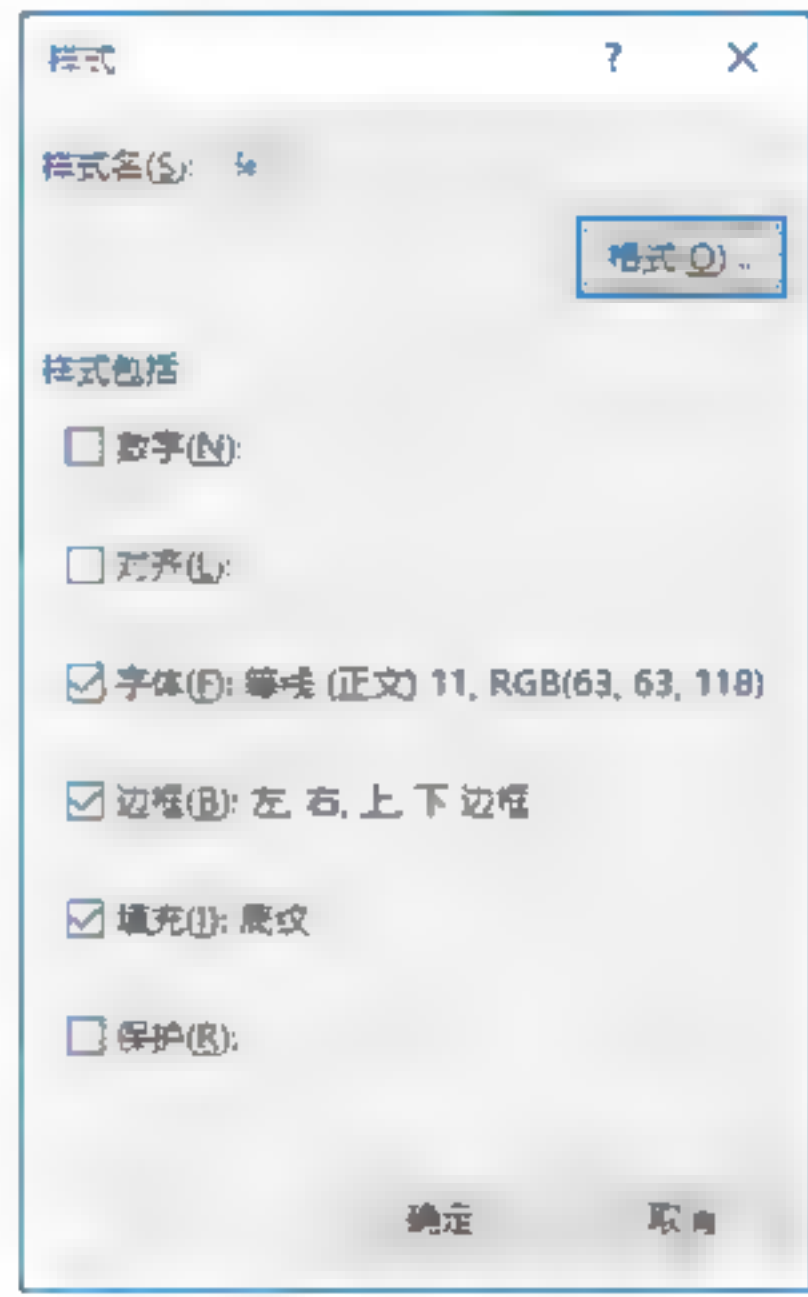 样式 ? ×
样式名(S):
格式(O)...
样式包括
数字(N):
对齐(L):
字体(F): 等线 (正文) 11, RGB(63, 63, 118)
边框(B): 左, 右, 上, 下 边框
填充(I): 底纹
保护(R):
确定 取消